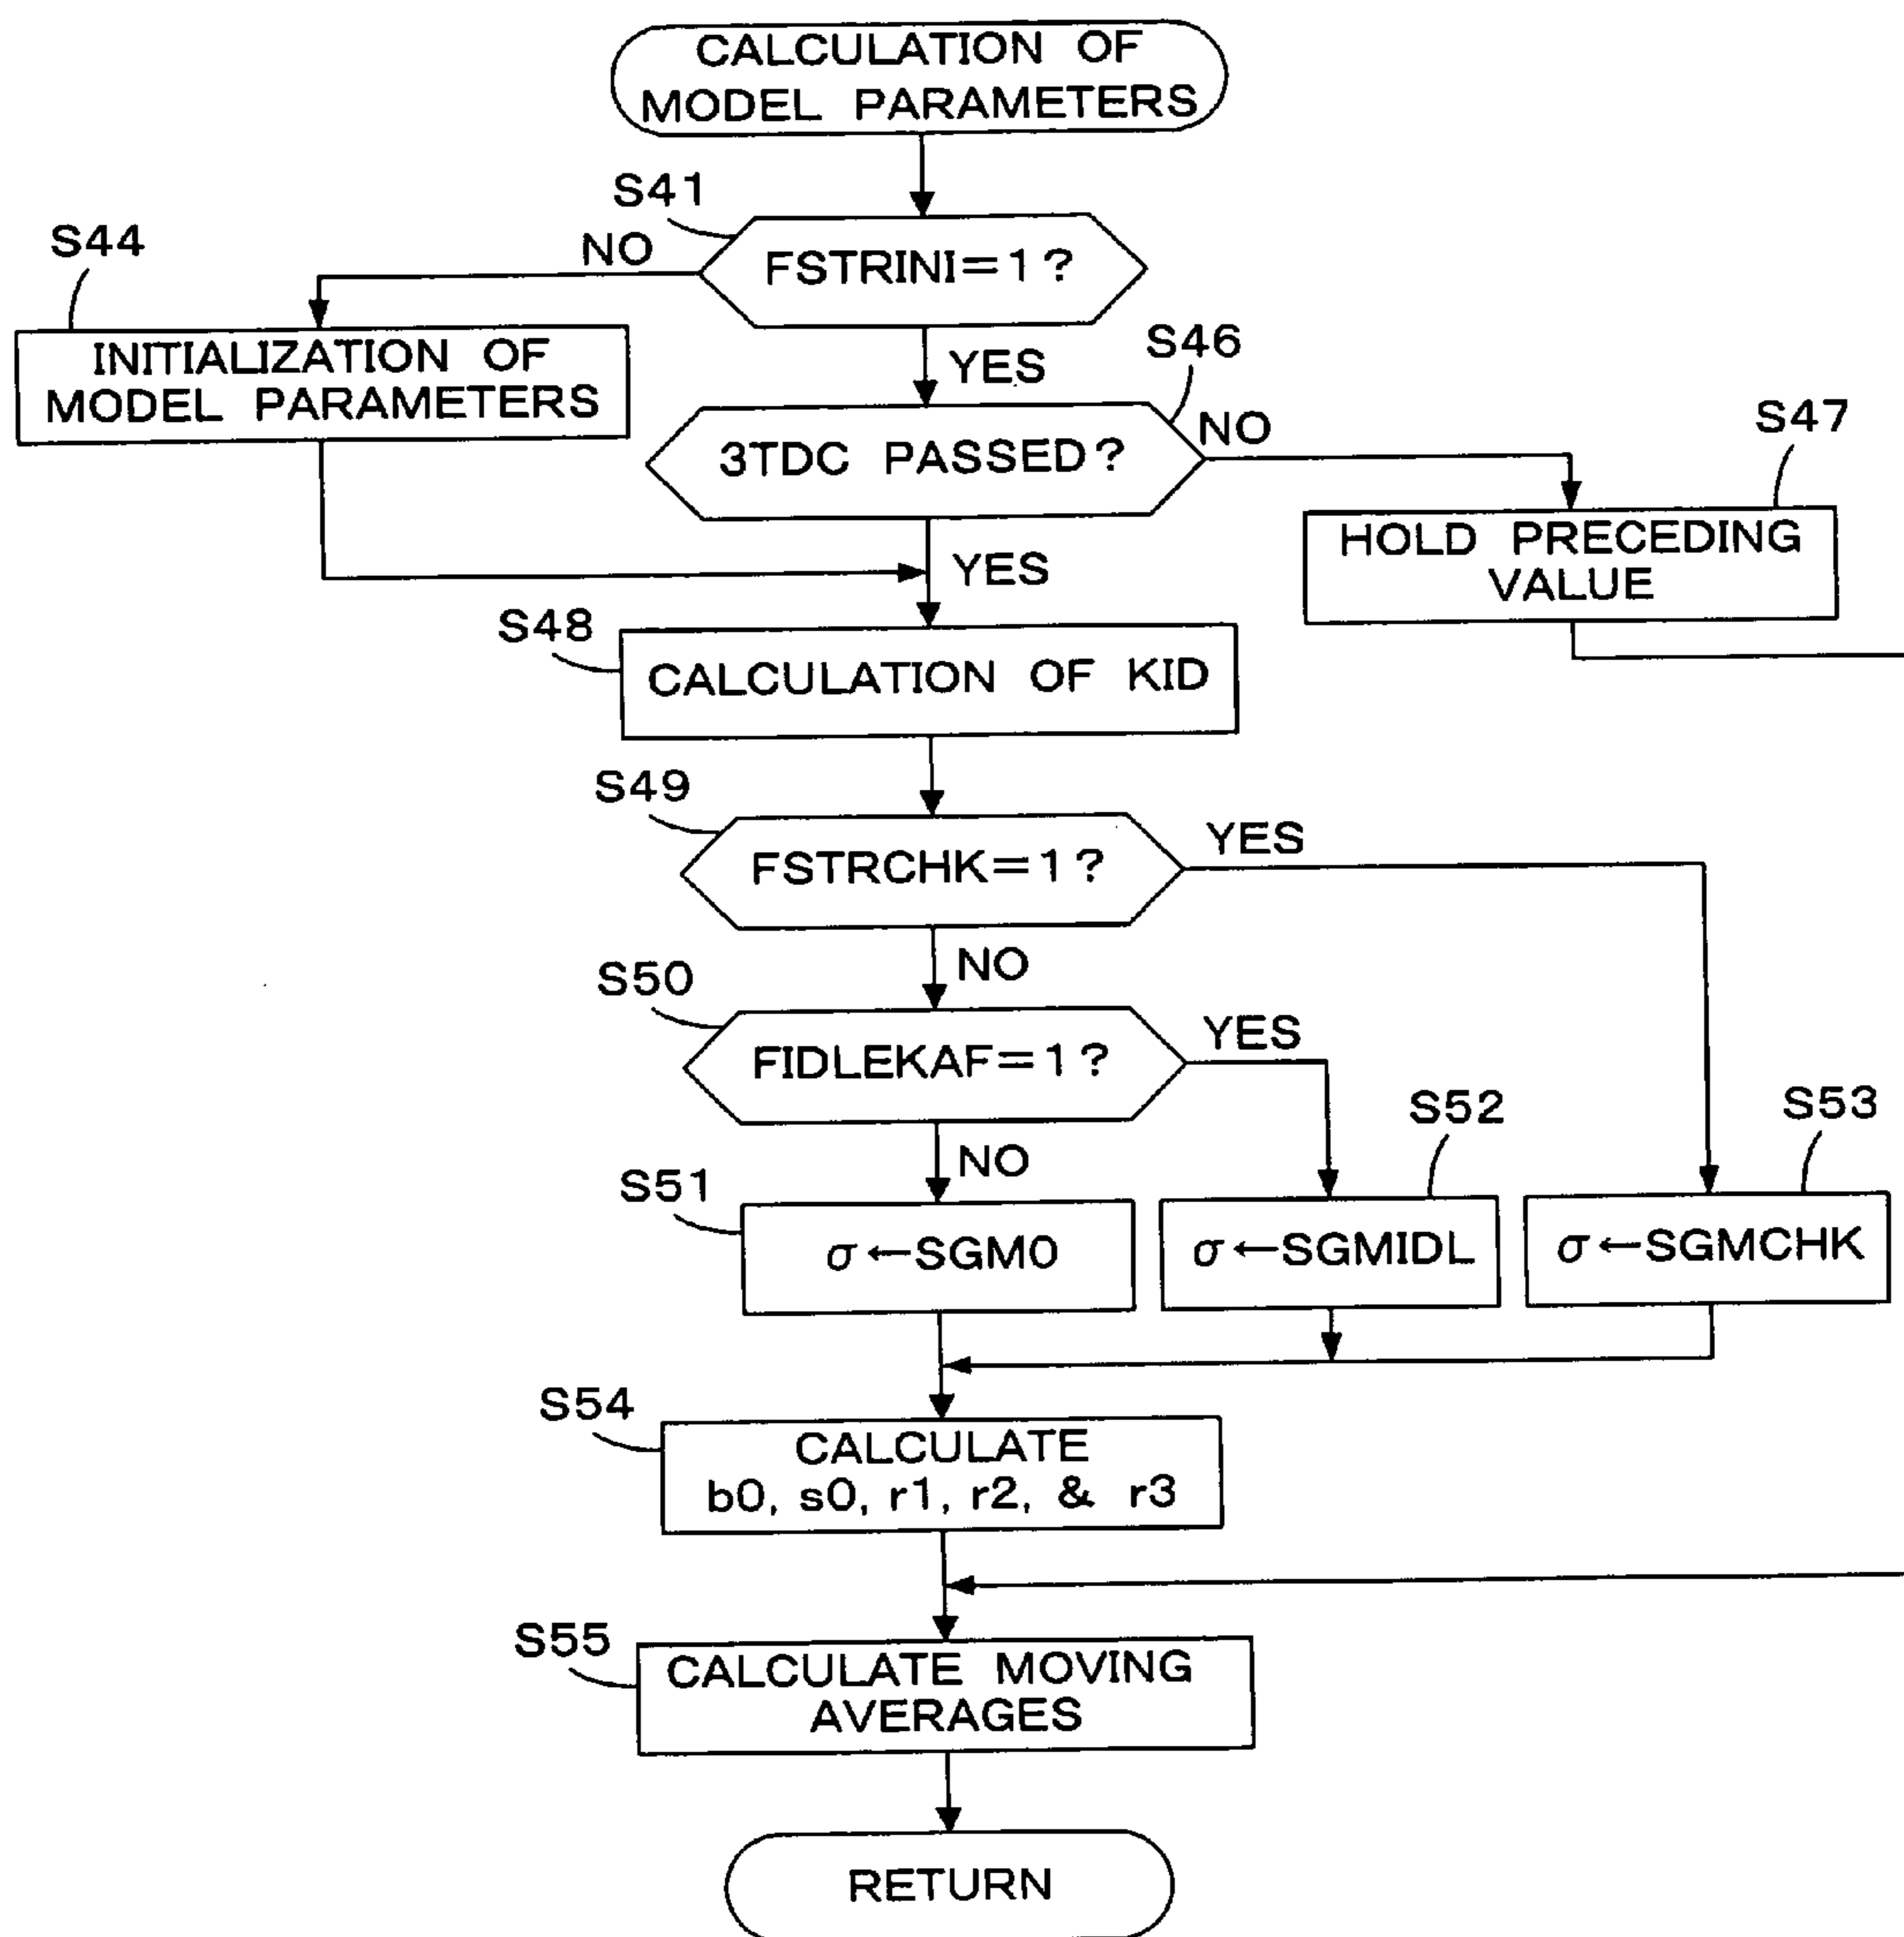 CALCULATION OF
MODEL PARAMETERS
S41
FSTRINI=1?
NO
S44
INITIALIZATION OF
MODEL PARAMETERS
YES
S46
3TDC PASSED?
NO
S47
HOLD PRECEDING
VALUE
YES
S48
CALCULATION OF KID
S49
FSTRCHK=1?
YES
NO
S50
FIDLEKAF=1?
YES
NO
S51
σ←SGM0
S52
σ←SGMIDL
S53
σ←SGMCHK
S54
CALCULATE
b0, s0, r1, r2, & r3
S55
CALCULATE MOVING
AVERAGES
RETURN